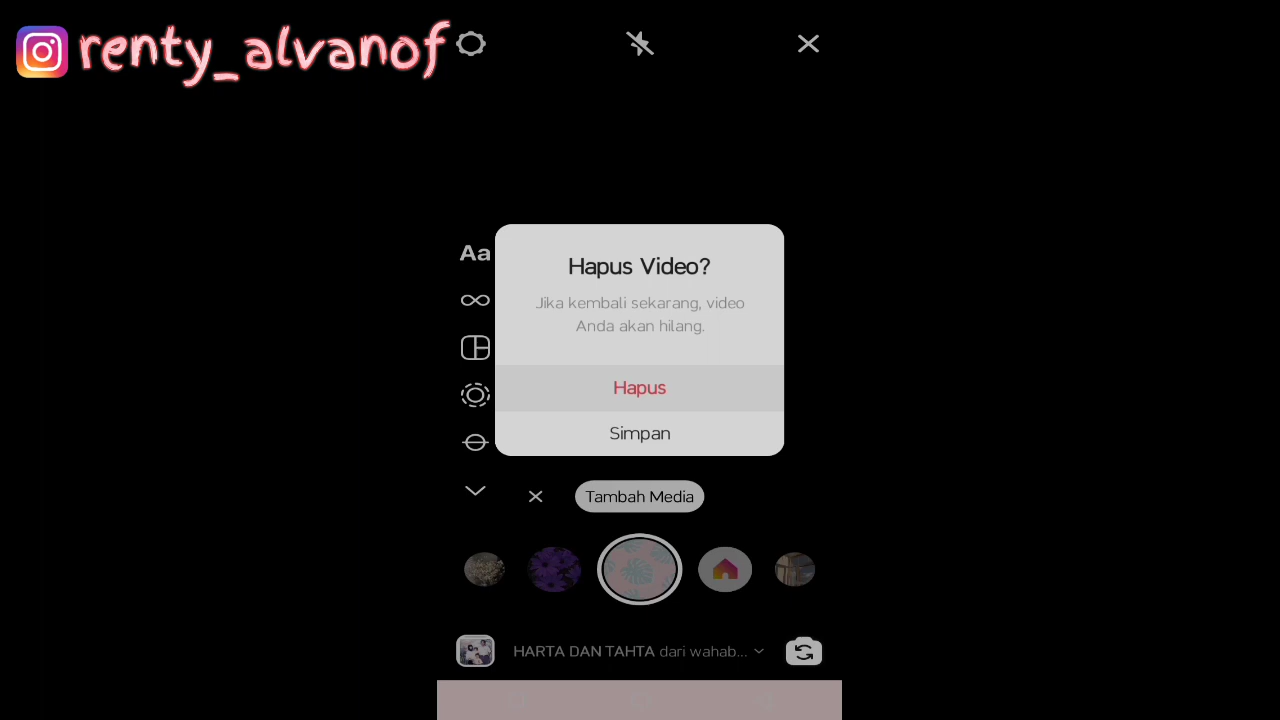 renty_alvanof
Aa
Hapus Video?
Jika kembali sekarang, video
Anda akan hilang.
Hapus
Simpan
Tambah Media
HARTA DAN TAHTA dari wahab...